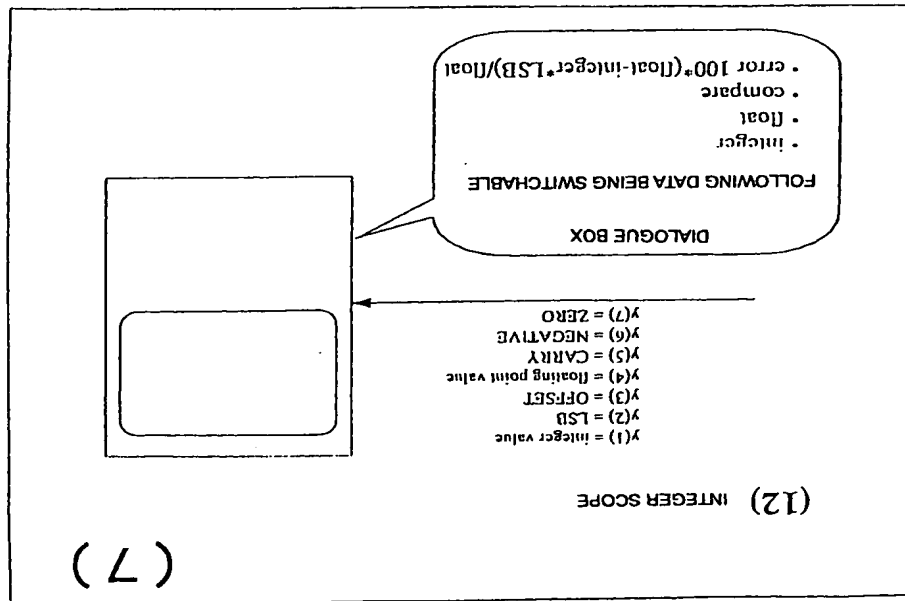 (7)
(12) INTEGER SCOPE
y(1) = integer value
y(2) = LSB
y(3) = OFFSET
y(4) = floating point value
y(5) = CARRY
y(6) = NEGATIVE
y(7) = ZERO
DIALOGUE BOX
FOLLOWING DATA BEING SWITCHABLE
• integer
• float
• compare
• error 100*(float-integer*LSB)/float